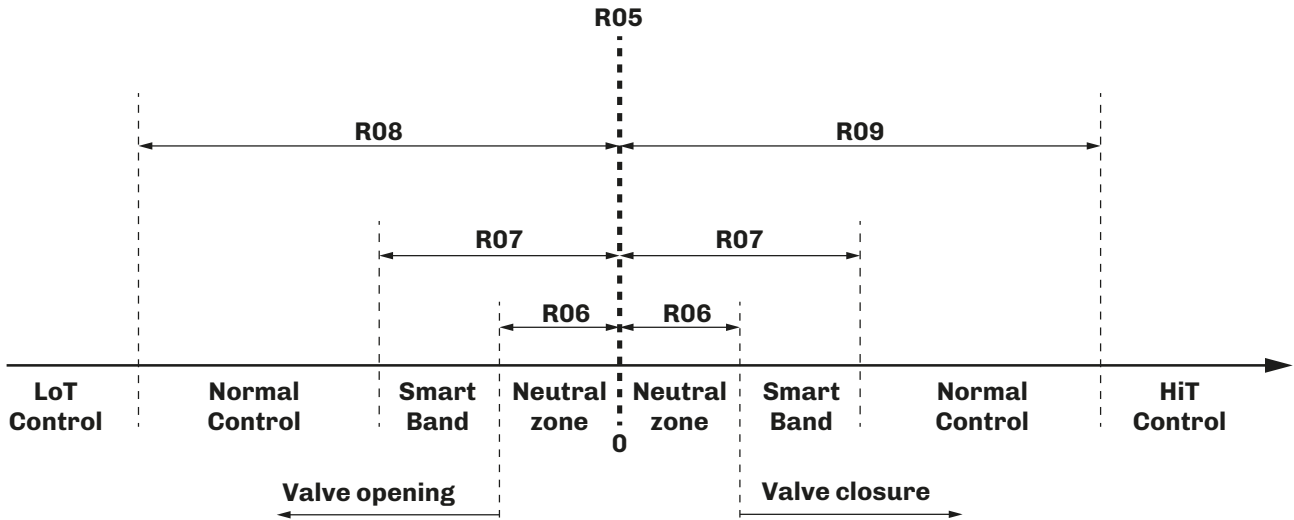 R05
R08
R09
R07
R07
R06
R06
LoT
Control
Normal
Control
Smart
Band
Neutral
zone
Neutral
zone
Smart
Band
Normal
Control
HiT
Control
0
Valve opening
Valve closure